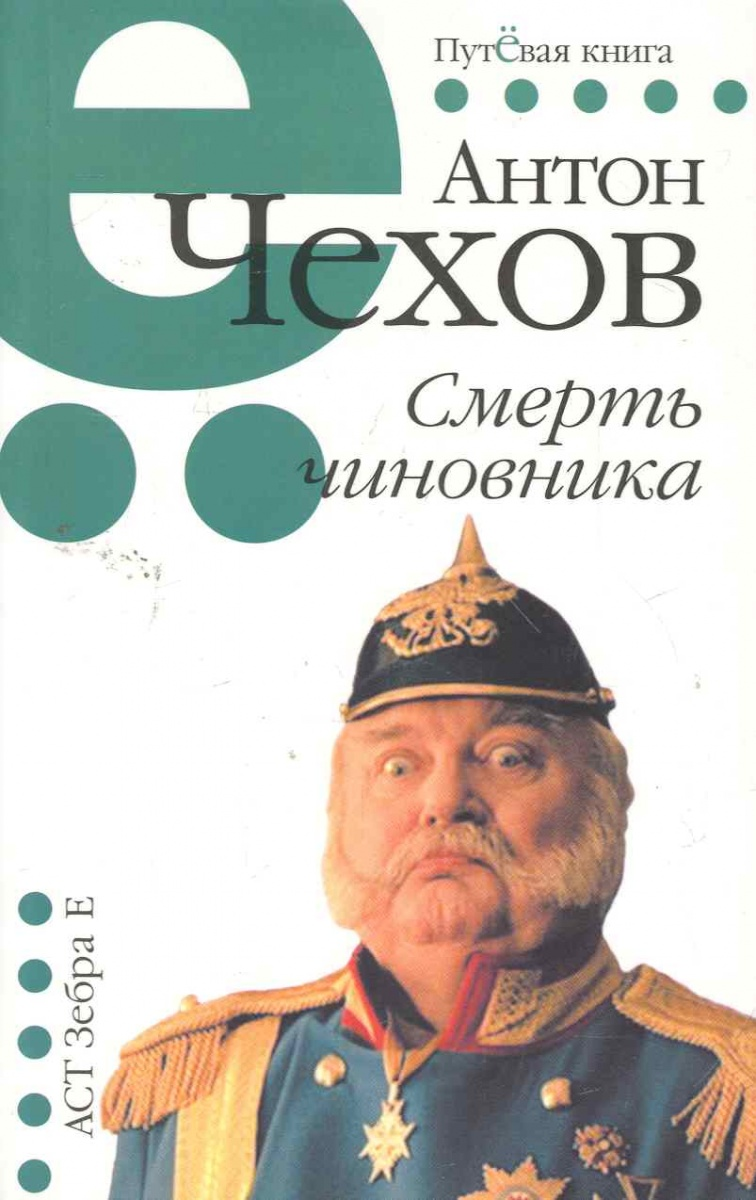 Путёвая книга
Антон
Чехов
Смерть
чиновника
АСТ Зебра Е
ё